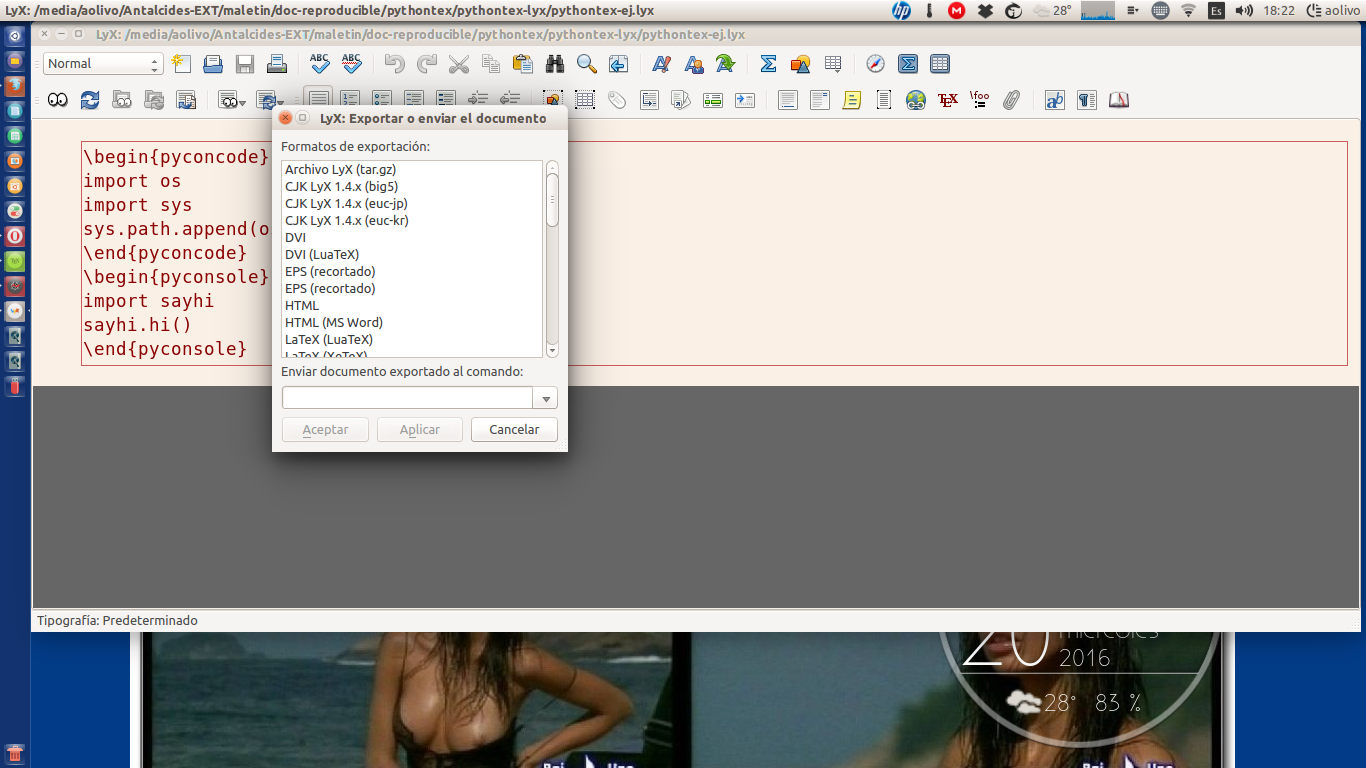 LyX: /media/aolivo/Antalcides-EXT/maletin/doc-reproducible/pythontex/pythontex-lyx/pythontex-ej.lyx
28°
Es
18:22
aolivo
LyX: /media/aolivo/Antalcides-EXT/maletin/doc-reproducible/pythontex/pythontex-lyx/pythontex-ej.lyx
Normal
ABC
ABC
TEX
\foo
ab
LyX: Exportar o enviar el documento
Formatos de exportación:
Archivo LyX (tar.gz)
CJK LyX 1.4.x (big5)
CJK LyX 1.4.x (euc-jp)
CJK LyX 1.4.x (euc-kr)
DVI
DVI (LuaTeX)
EPS (recortado)
EPS (recortado)
HTML
HTML (MS Word)
LaTeX (LuaTeX)
LaTeX (XeTeX)
Enviar documento exportado al comando:
Aceptar
Aplicar
Cancelar
\begin{pyconcode}
import os
import sys
sys.path.append(o
\end{pyconcode}
\begin{pyconsole}
import sayhi
sayhi.hi()
\end{pyconsole}
Tipografía: Predeterminado
20
miércoles
2016
28° 83 %